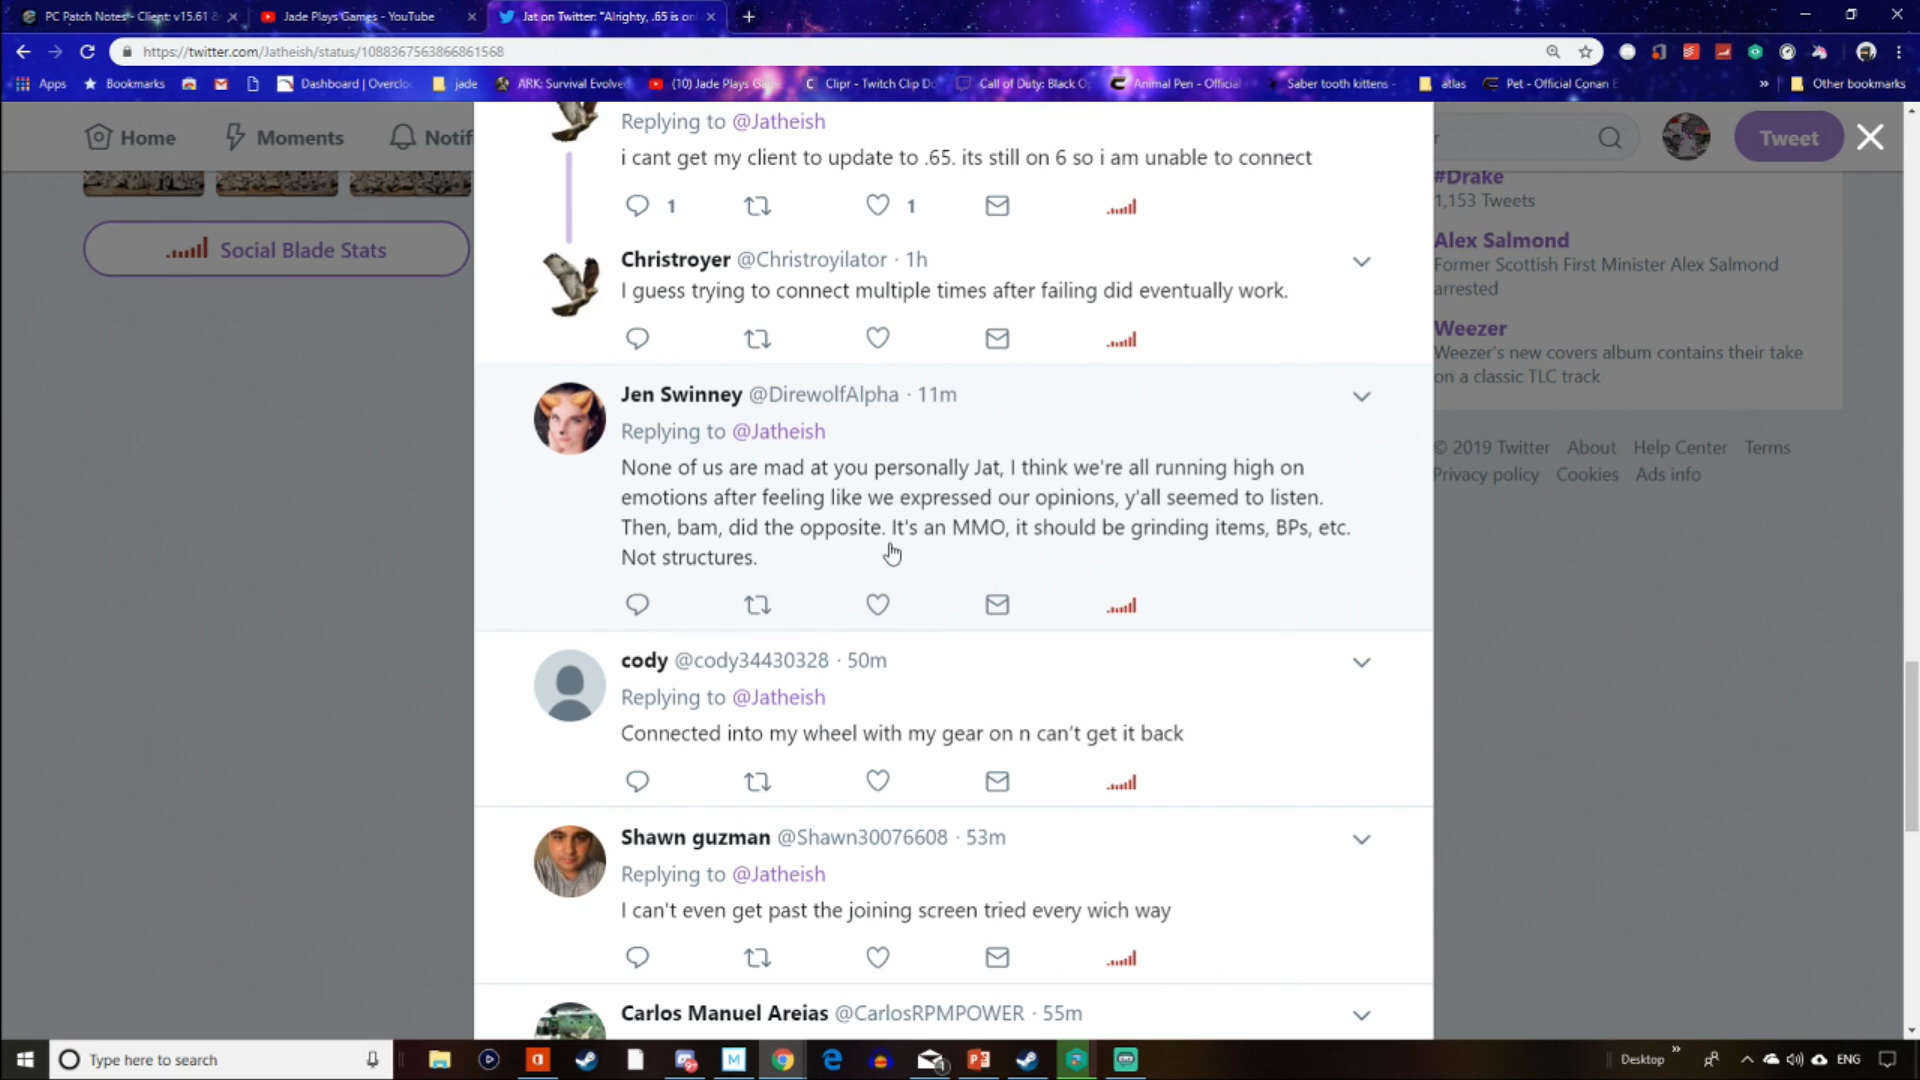 PC Patch Notes - Client: v15.61 &
Jade Plays Games - YouTube
Jat on Twitter: "Alrighty, .65 is on
https://twitter.com/Jatheish/status/1088367563866861568
Apps
Bookmarks
Dashboard | Overcloc
jade
ARK: Survival Evolved
(10) Jade Plays Ga
Clipr - Twitch Clip Do
Call of Duty: Black O
Animal Pen - Official
Saber tooth kittens -
atlas
Pet - Official Conan E
»
Other bookmarks
Home
Moments
Notif
Tweet
Social Blade Stats
Replying to @Jatheish
i cant get my client to update to .65. its still on 6 so i am unable to connect
1
1
Christroyer @Christroyilator · 1h
I guess trying to connect multiple times after failing did eventually work.
Jen Swinney @DirewolfAlpha · 11m
Replying to @Jatheish
None of us are mad at you personally Jat, I think we're all running high on
emotions after feeling like we expressed our opinions, y'all seemed to listen.
Then, bam, did the opposite. It's an MMO, it should be grinding items, BPs, etc.
Not structures.
cody @cody34430328 · 50m
Replying to @Jatheish
Connected into my wheel with my gear on n can't get it back
Shawn guzman @Shawn30076608 · 53m
Replying to @Jatheish
I can't even get past the joining screen tried every wich way
Carlos Manuel Areias @CarlosRPMPOWER · 55m
#Drake
1,153 Tweets
Alex Salmond
Former Scottish First Minister Alex Salmond
arrested
Weezer
Weezer's new covers album contains their take
on a classic TLC track
© 2019 Twitter About Help Center Terms
Privacy policy Cookies Ads info
Type here to search
Desktop
»
ENG